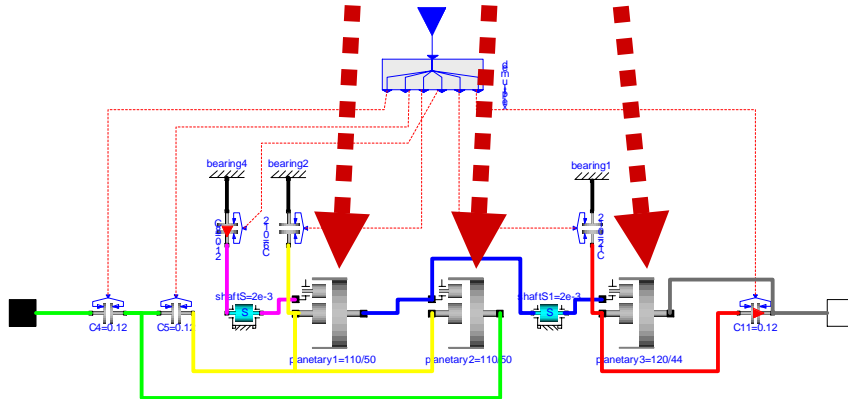 bearing4
bearing2
bearing1
shaftS=2e-3
shaftS1=2e-3
S
S
C4=0.12
C5=0.12
C11=0.12
planetary1=110/50
planetary2=110/50
planetary3=120/44